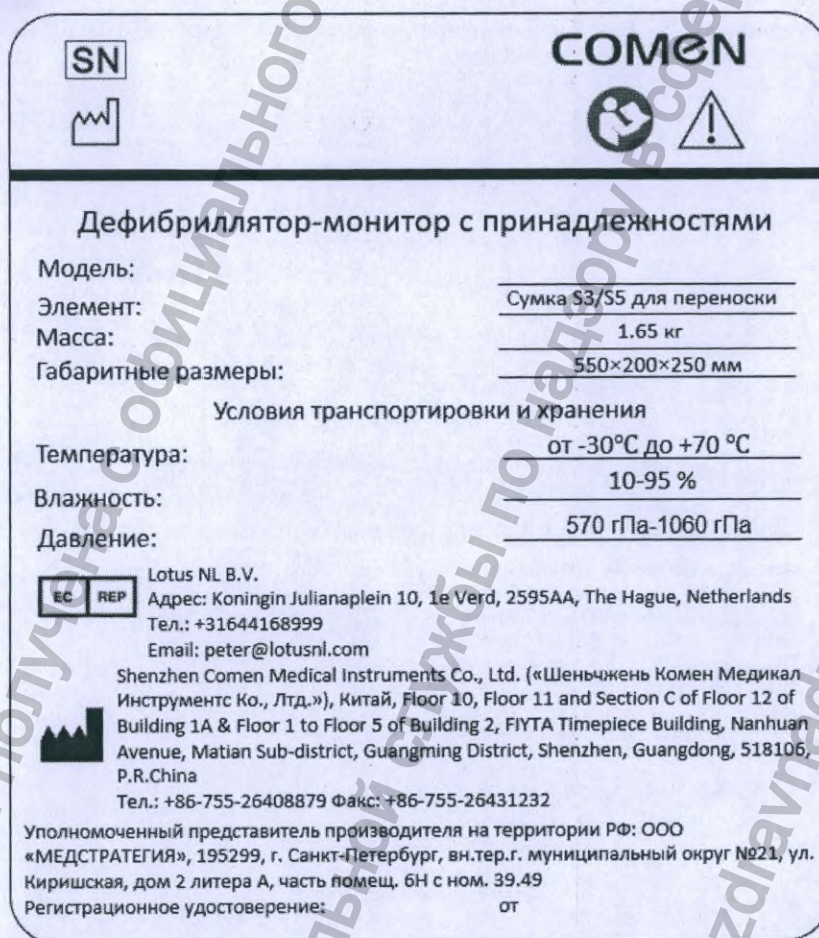 SN
COMEN
Дефибриллятор-монитор с принадлежностями
Модель:
Элемент: Сумка S3/S5 для переноски
Масса: 1.65 кг
Габаритные размеры: 550×200×250 мм
Условия транспортировки и хранения
Температура: от -30°C до +70 °C
Влажность: 10-95 %
Давление: 570 гПа-1060 гПа
EC REP
Lotus NL B.V.
Адрес: Koningin Julianaplein 10, 1e Verd, 2595AA, The Hague, Netherlands
Тел.: +31644168999
Email: peter@lotusnl.com
Shenzhen Comen Medical Instruments Co., Ltd. («Шеньчжень Комен Медикал
Инструментс Ко., Лтд.»), Китай, Floor 10, Floor 11 and Section C of Floor 12 of
Building 1A & Floor 1 to Floor 5 of Building 2, FIYTA Timepiece Building, Nanhuan
Avenue, Matian Sub-district, Guangming District, Shenzhen, Guangdong, 518106,
P.R.China
Тел.: +86-755-26408879 Факс: +86-755-26431232
Уполномоченный представитель производителя на территории РФ: ООО
«МЕДСТРАТЕГИЯ», 195299, г. Санкт-Петербург, вн.тер.г. муниципальный округ №21, ул.
Киришская, дом 2 литера А, часть помещ. 6Н с ном. 39.49
Регистрационное удостоверение: от
Получена с официального
службы по надзору в